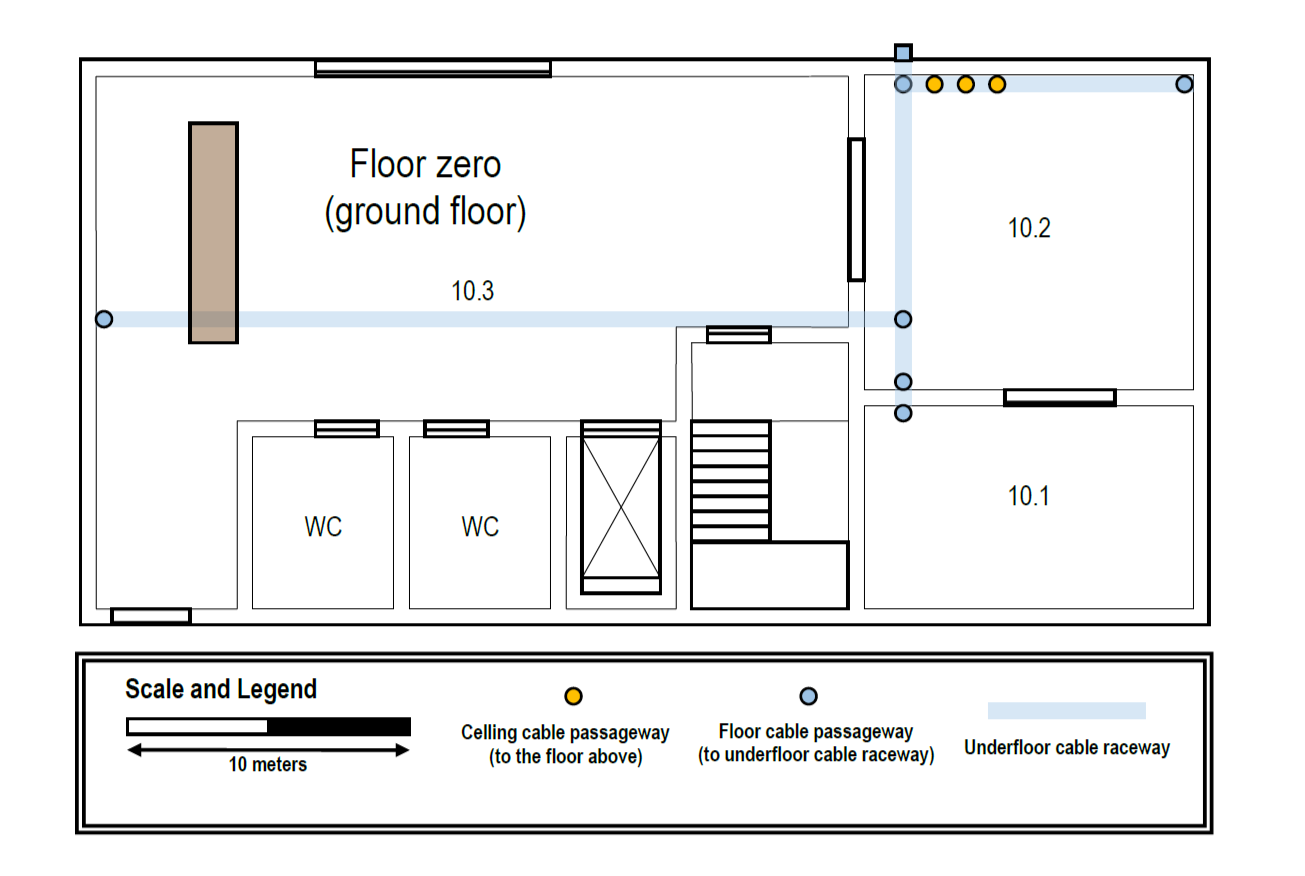 Floor zero
(ground floor)
10.2
10.3
10.1
WC
WC
Scale and Legend
10 meters
Celling cable passageway
(to the floor above)
Floor cable passageway
(to underfloor cable raceway)
Underfloor cable raceway